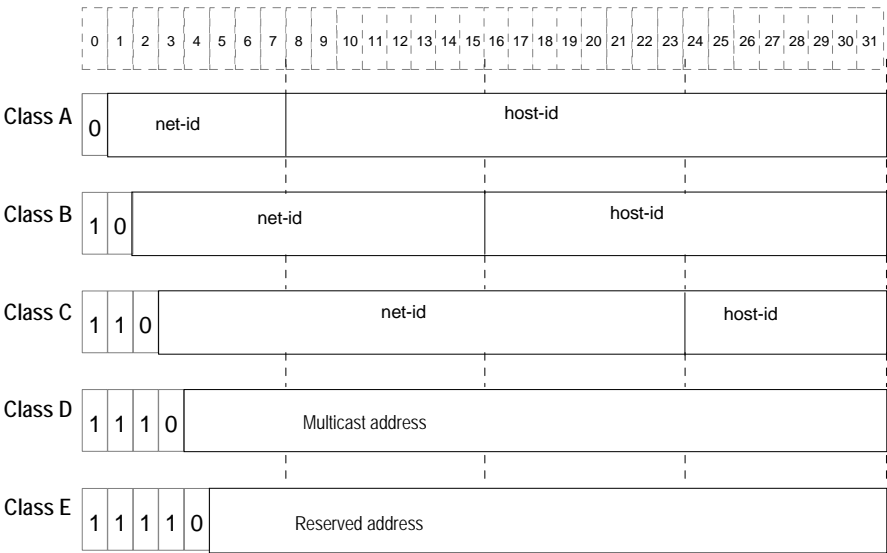 0 1 2 3 4 5 6 7 8 9 10 11 12 13 14 15 16 17 18 19 20 21 22 23 24 25 26 27 28 29 30 31
Class A 0 net-id host-id
Class B 1 0 net-id host-id
Class C 1 1 0 net-id host-id
Class D 1 1 1 0 Multicast address
Class E 1 1 1 1 0 Reserved address